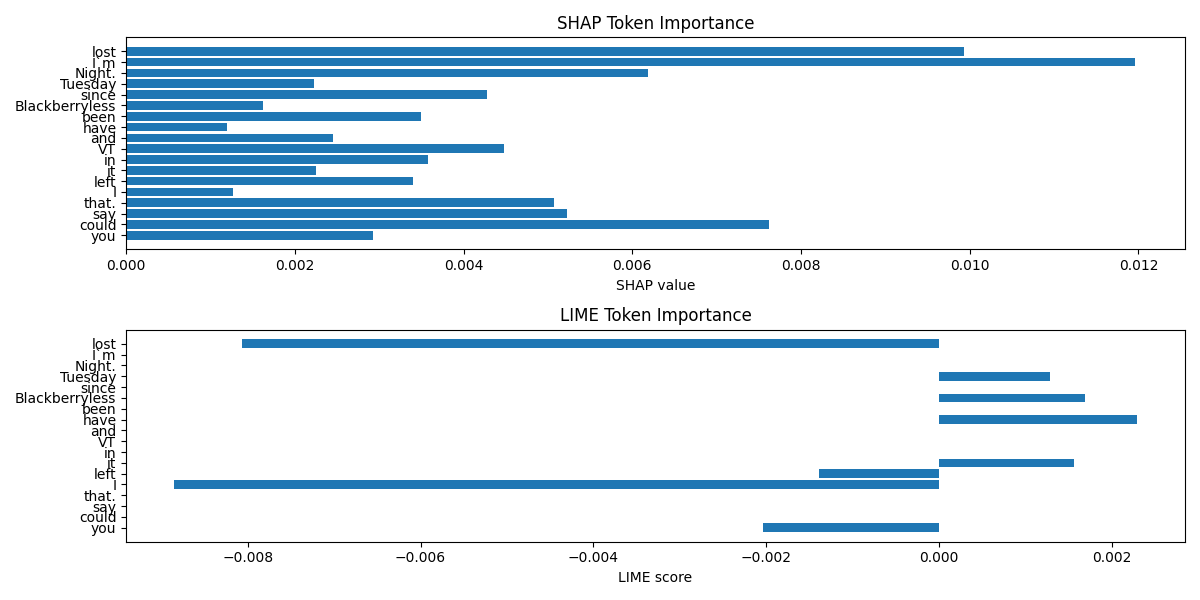 SHAP Token Importance
lost
I`m
Night.
Tuesday
since
Blackberryless
been
have
and
VT
in
it
left
I
that.
say
could
you
0.000 0.002 0.004 0.006 0.008 0.010 0.012
SHAP value
LIME Token Importance
lost
I`m
Night.
Tuesday
since
Blackberryless
been
have
and
VT
in
it
left
I
that.
say
could
you
−0.008 −0.006 −0.004 −0.002 0.000 0.002
LIME score